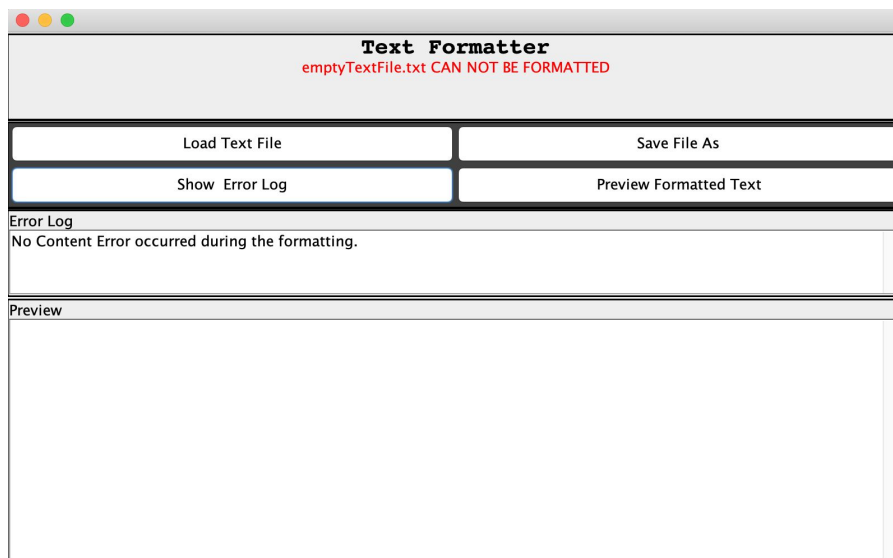 Text Formatter
emptyTextFile.txt CAN NOT BE FORMATTED
Load Text File
Save File As
Show  Error Log
Preview Formatted Text
Error Log
No Content Error occurred during the formatting.
Preview